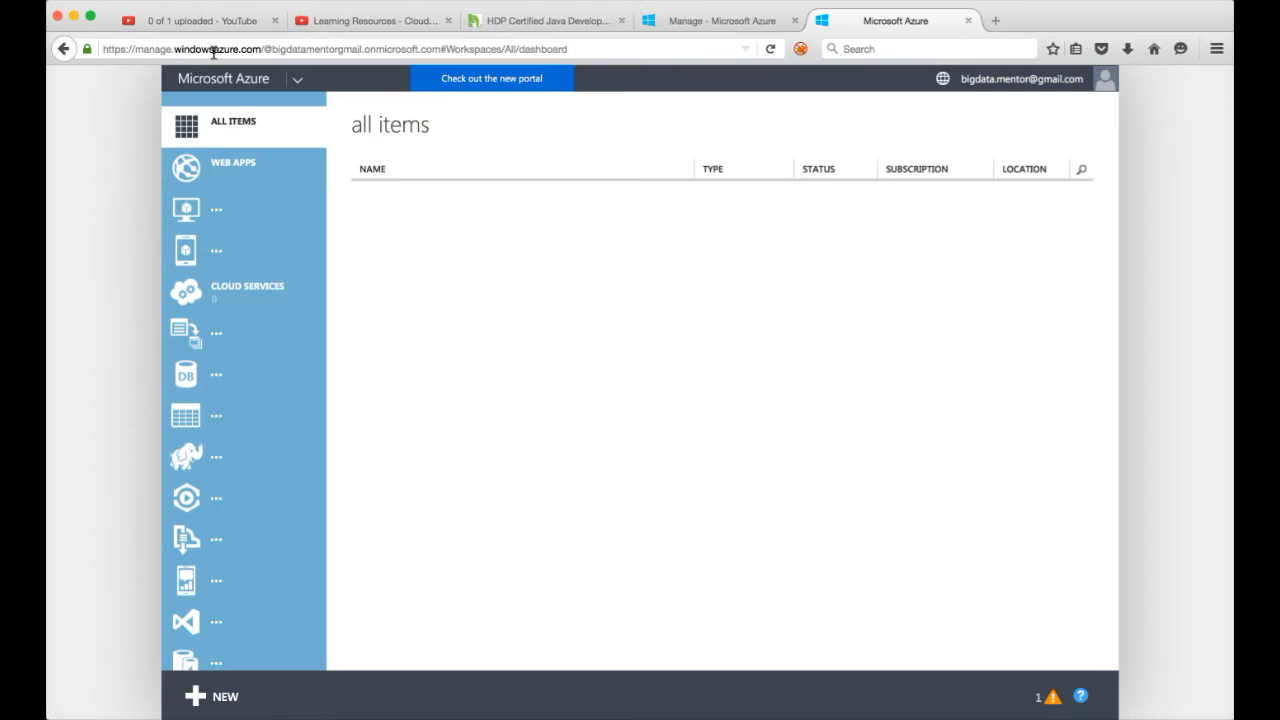 0 of 1 uploaded - YouTube
Learning Resources - Cloud...
HDP Certified Java Develop...
Manage - Microsoft Azure
Microsoft Azure
https://manage.windowsazure.com/@bigdatamentorgmail.onmicrosoft.com#Workspaces/All/dashboard
Search
Microsoft Azure
Check out the new portal
bigdata.mentor@gmail.com
ALL ITEMS
all items
WEB APPS
NAME
TYPE
STATUS
SUBSCRIPTION
LOCATION
...
...
CLOUD SERVICES
0
...
DB
...
...
...
...
...
...
...
...
NEW
1
?